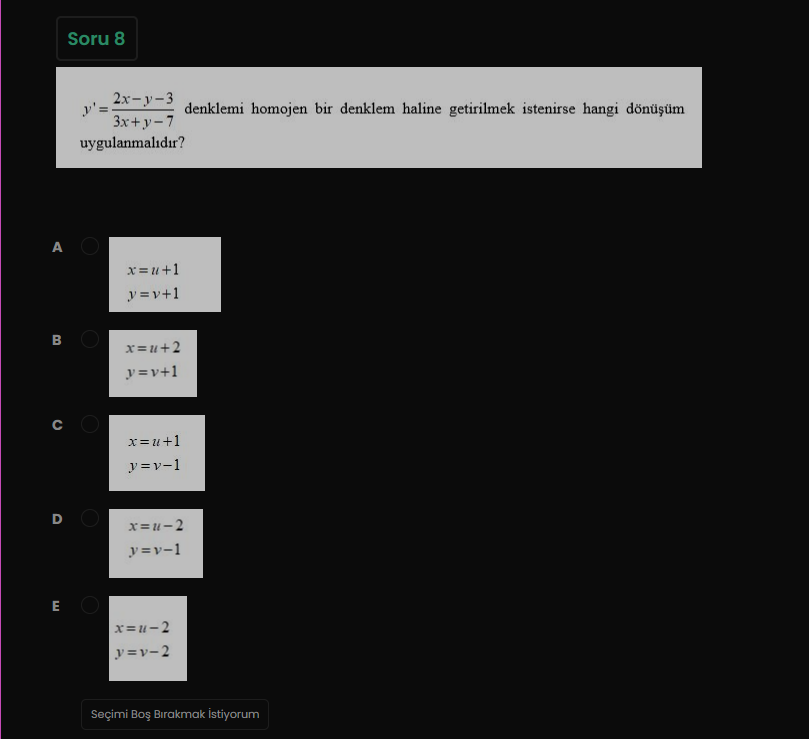 Soru 8
y' = \frac{2x-y-3}{3x+y-7} denklemi homojen bir denklem haline getirilmek istenirse hangi dönüşüm
uygulanmalıdır?
A
x=u+1
y=v+1
B
x=u+2
y=v+1
C
x=u+1
y=v-1
D
x=u-2
y=v-1
E
x=u-2
y=v-2
Seçimi Boş Bırakmak İstiyorum